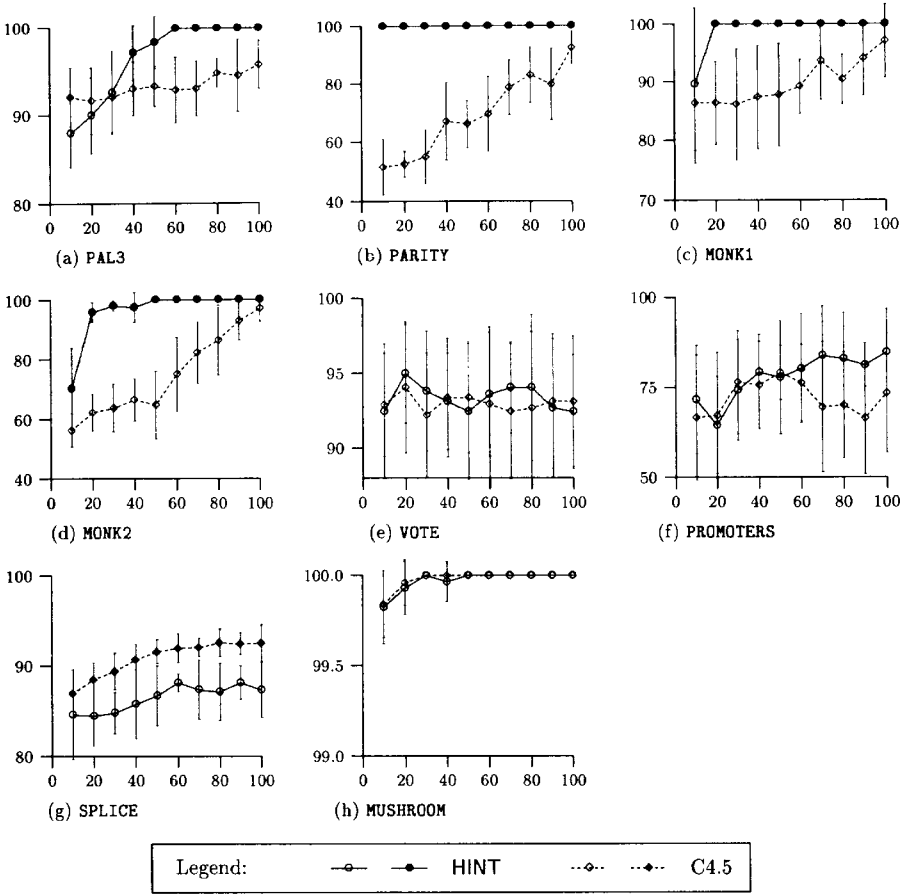 100
90
80
0 20 40 60 80 100
(a) PAL3
100
80
60
40
0 20 40 60 80 100
(b) PARITY
100
90
80
70
0 20 40 60 80 100
(c) MONK1
100
80
60
40
0 20 40 60 80 100
(d) MONK2
100
95
90
0 20 40 60 80 100
(e) VOTE
100
75
50
0 20 40 60 80 100
(f) PROMOTERS
100
90
80
0 20 40 60 80 100
(g) SPLICE
100.0
99.5
99.0
0 20 40 60 80 100
(h) MUSHROOM
Legend: HINT C4.5